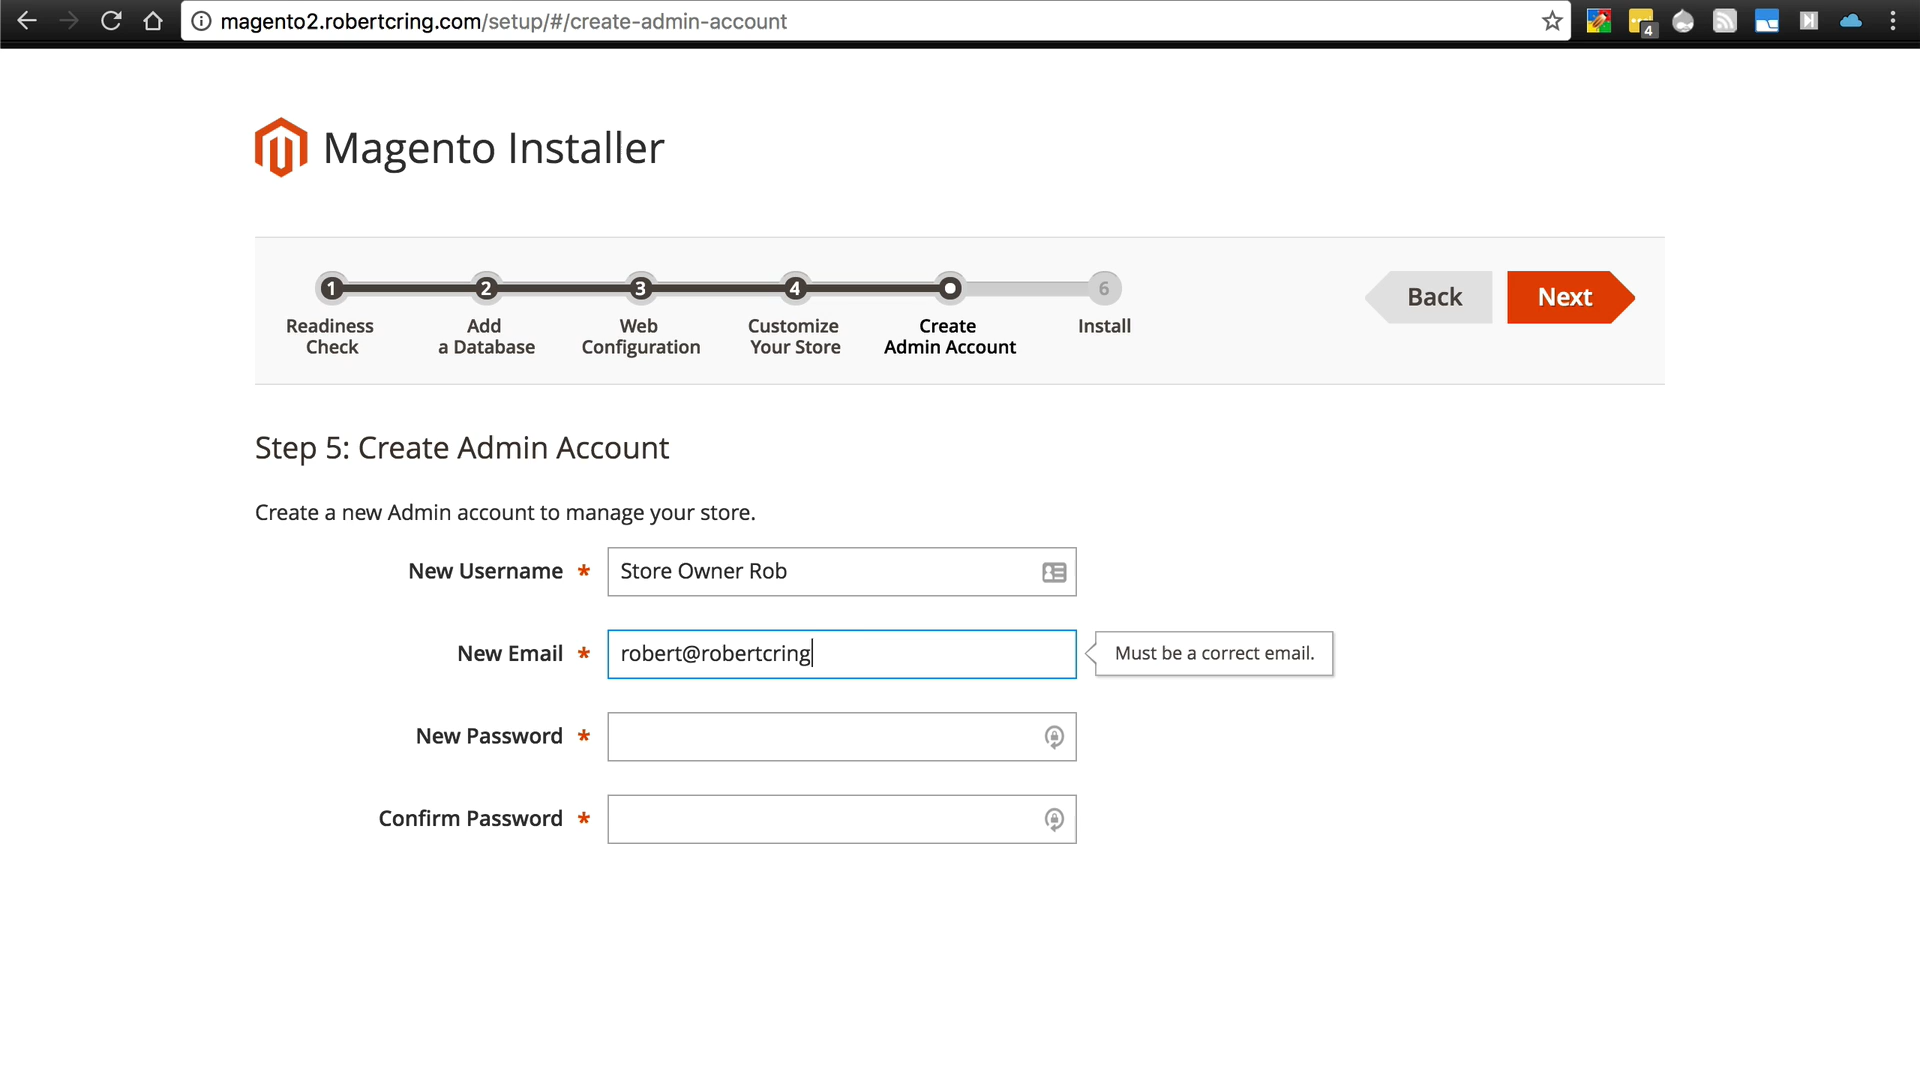 magento2.robertcring.com/setup/#/create-admin-account
4
Magento Installer
1 2 3 4 6
Readiness Check
Add a Database
Web Configuration
Customize Your Store
Create Admin Account
Install
Back
Next
Step 5: Create Admin Account
Create a new Admin account to manage your store.
New Username * Store Owner Rob
New Email * robert@robertcring Must be a correct email.
New Password *
Confirm Password *